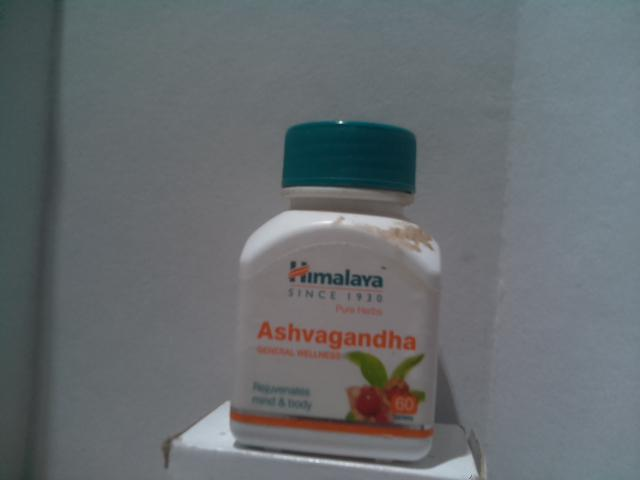 Himalaya
SINCE 1930
Pure Herbs
Ashvagandha
GENERAL WELLNESS
Rejuvenates
mind & body
60